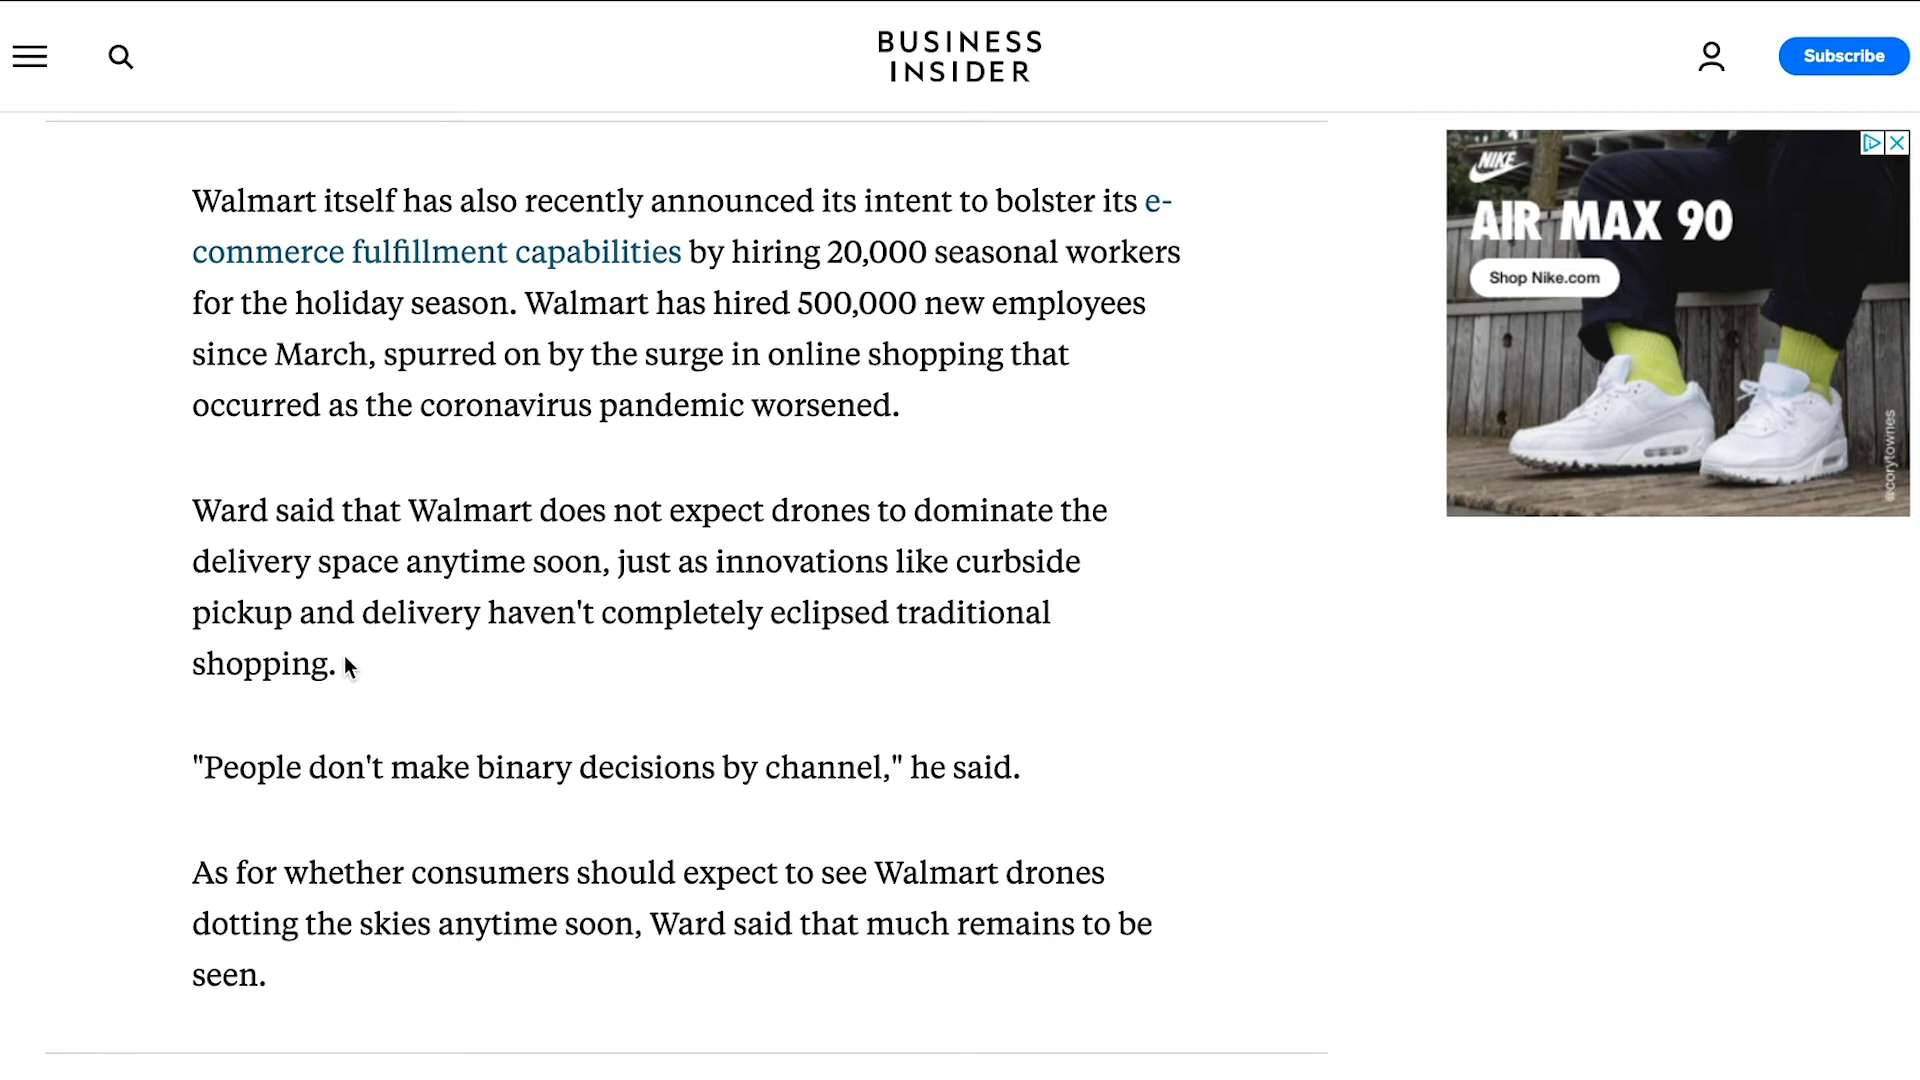 BUSINESS
INSIDER
Subscribe
Walmart itself has also recently announced its intent to bolster its e-
commerce fulfillment capabilities by hiring 20,000 seasonal workers
for the holiday season. Walmart has hired 500,000 new employees
since March, spurred on by the surge in online shopping that
occurred as the coronavirus pandemic worsened.
Ward said that Walmart does not expect drones to dominate the
delivery space anytime soon, just as innovations like curbside
pickup and delivery haven't completely eclipsed traditional
shopping.
"People don't make binary decisions by channel," he said.
As for whether consumers should expect to see Walmart drones
dotting the skies anytime soon, Ward said that much remains to be
seen.
NIKE
AIR MAX 90
Shop Nike.com
@corytownes